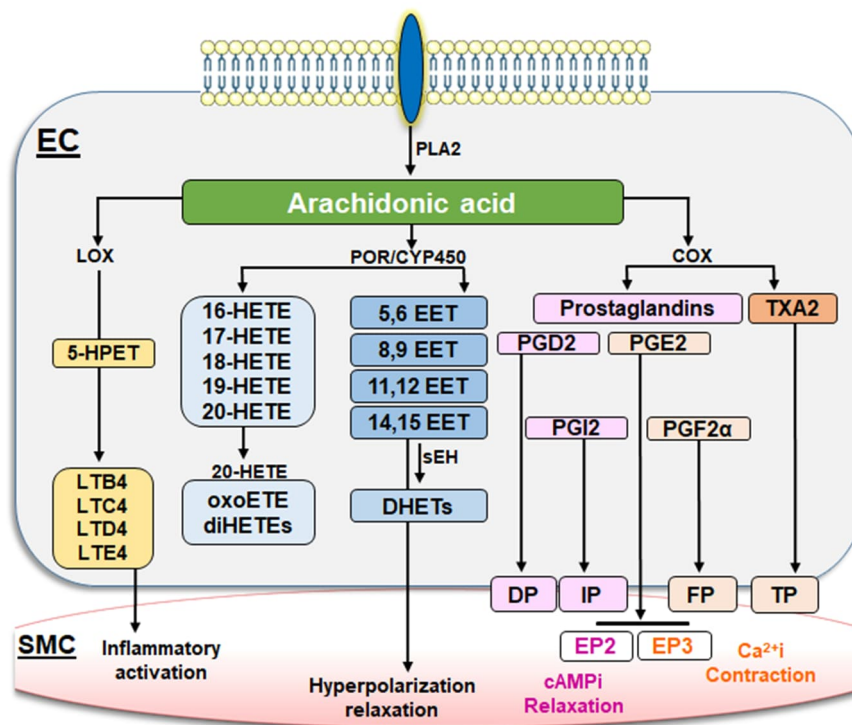 EC
PLA2
Arachidonic acid
LOX
POR/CYP450
COX
16-HETE
17-HETE
18-HETE
19-HETE
20-HETE
5,6 EET
8,9 EET
11,12 EET
14,15 EET
Prostaglandins
TXA2
5-HPET
PGD2
PGE2
PGI2
PGF2α
sEH
20-HETE
oxoETE
diHETEs
DHETs
LTB4
LTC4
LTD4
LTE4
DP
IP
FP
TP
SMC
Inflammatory
activation
Hyperpolarization
relaxation
EP2
EP3
cAMPi
Relaxation
Ca²⁺i
Contraction